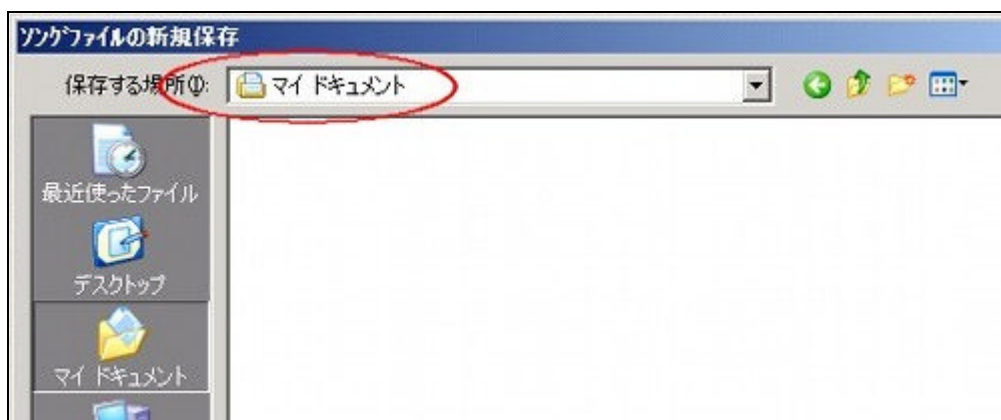 ソングファイルの新規保存
保存する場所(I):
マイ ドキュメント
最近使ったファイル
デスクトップ
マイ ドキュメント